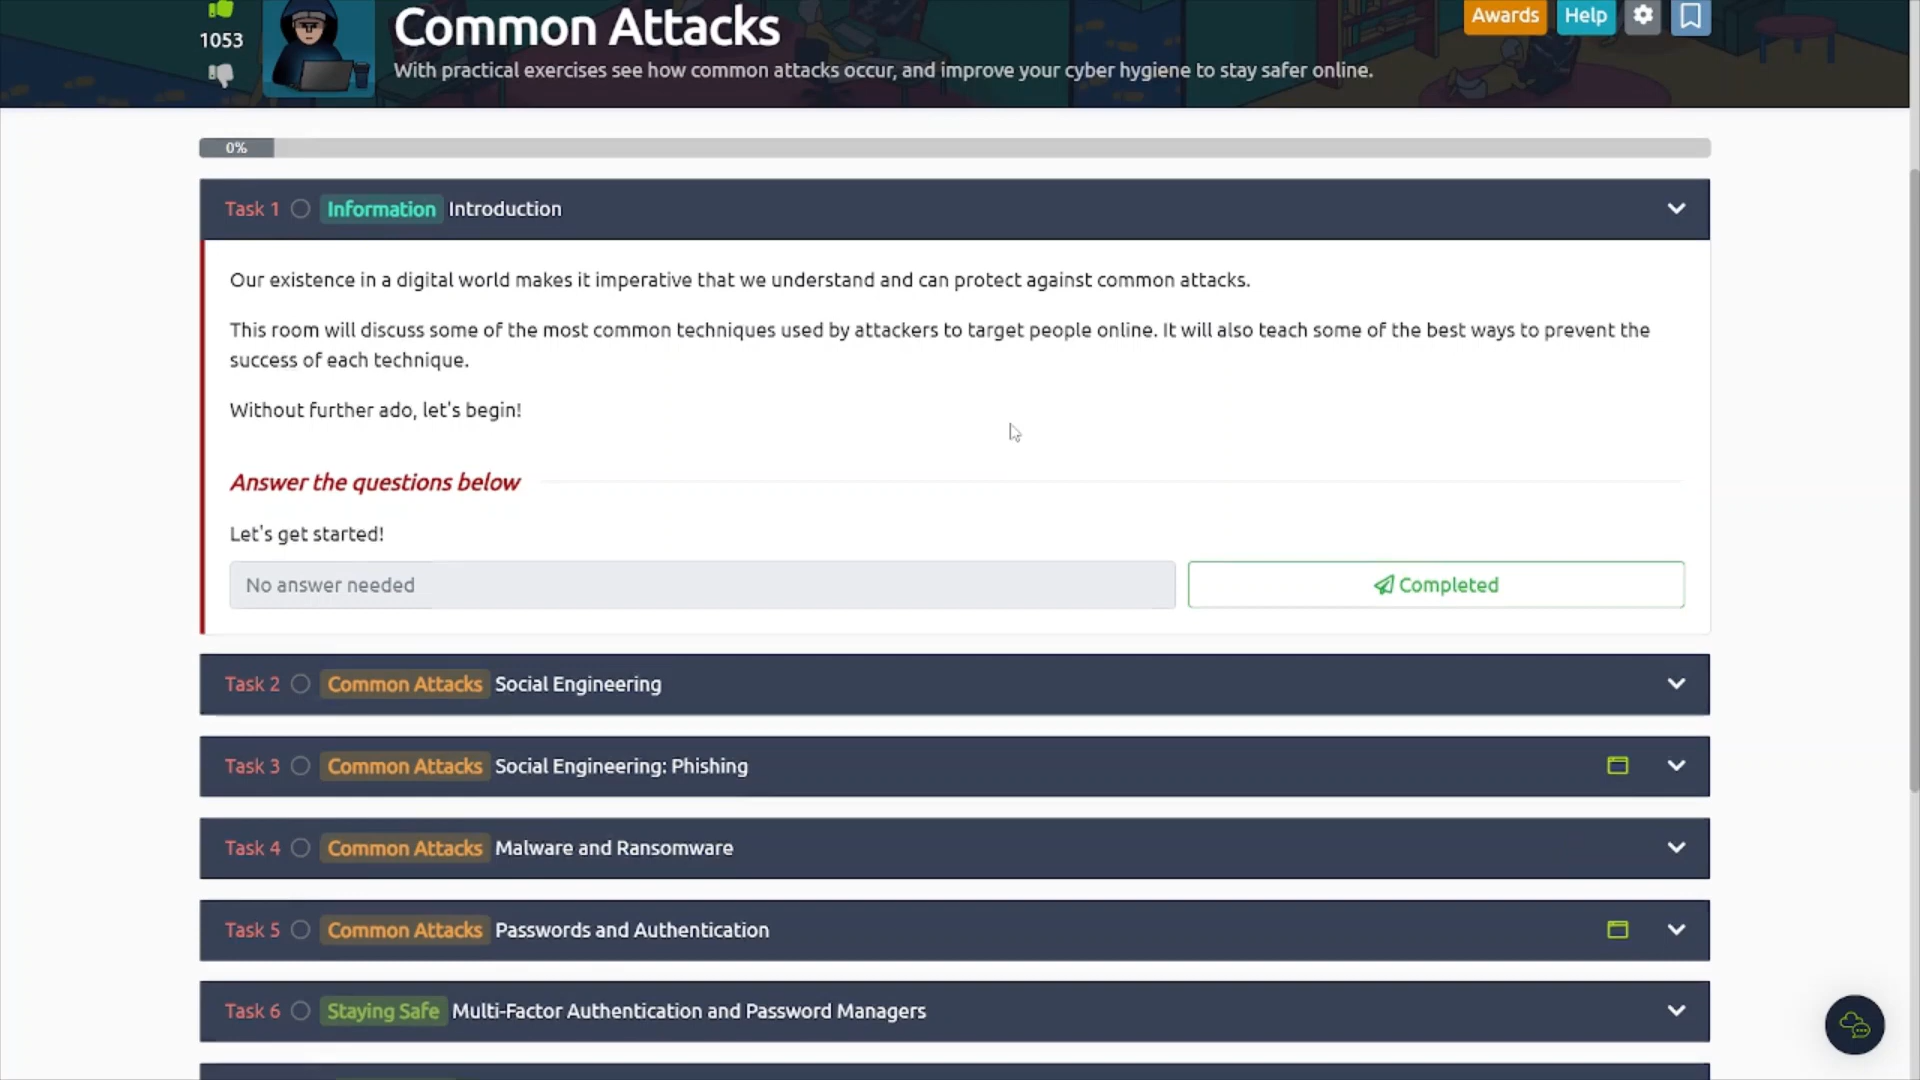 1053
Common Attacks
With practical exercises see how common attacks occur, and improve your cyber hygiene to stay safer online.
Awards
Help
0%
Task 1 Information Introduction
Our existence in a digital world makes it imperative that we understand and can protect against common attacks.
This room will discuss some of the most common techniques used by attackers to target people online. It will also teach some of the best ways to prevent the
success of each technique.
Without further ado, let's begin!
Answer the questions below
Let's get started!
No answer needed
Completed
Task 2 Common Attacks Social Engineering
Task 3 Common Attacks Social Engineering: Phishing
Task 4 Common Attacks Malware and Ransomware
Task 5 Common Attacks Passwords and Authentication
Task 6 Staying Safe Multi-Factor Authentication and Password Managers